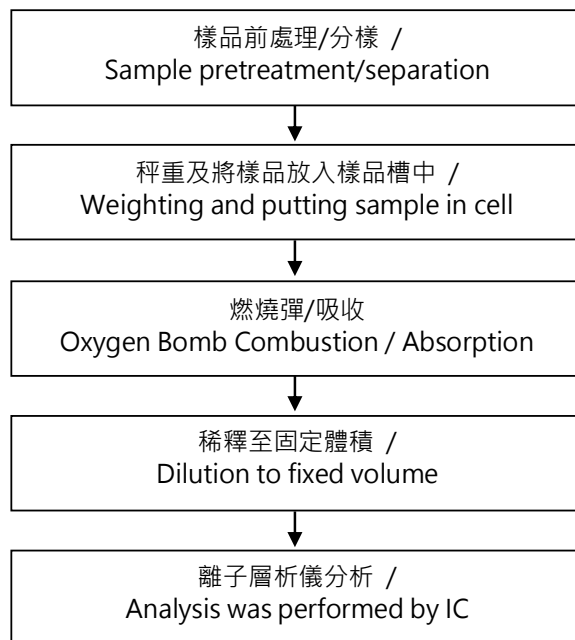 樣品前處理/分樣 /
Sample pretreatment/separation
秤重及將樣品放入樣品槽中 /
Weighting and putting sample in cell
燃燒彈/吸收
Oxygen Bomb Combustion / Absorption
稀釋至固定體積 /
Dilution to fixed volume
離子層析儀分析 /
Analysis was performed by IC